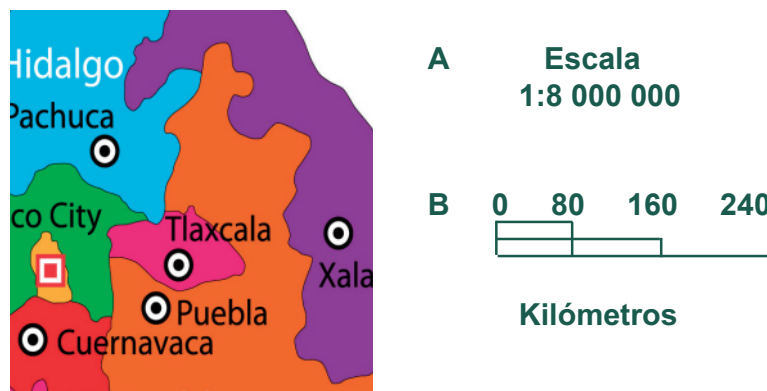 Hidalgo
Pachuca
co City
Tlaxcala
Xala
Puebla
Cuernavaca
A Escala
1:8 000 000
B 0 80 160 240
Kilómetros